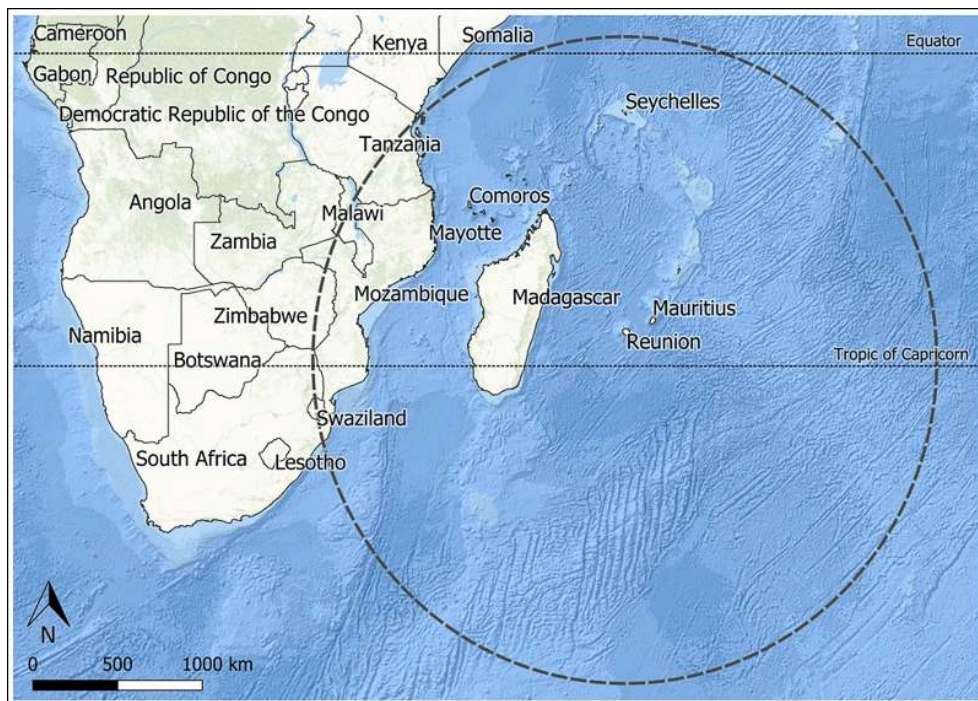 Cameroon
Kenya
Somalia
Equator
Gabon
Republic of Congo
Democratic Republic of the Congo
Seychelles
Tanzania
Angola
Malawi
Comoros
Zambia
Mayotte
Mozambique
Madagascar
Zimbabwe
Mauritius
Namibia
Reunion
Botswana
Tropic of Capricorn
Swaziland
South Africa
Lesotho
N
0 500 1000 km